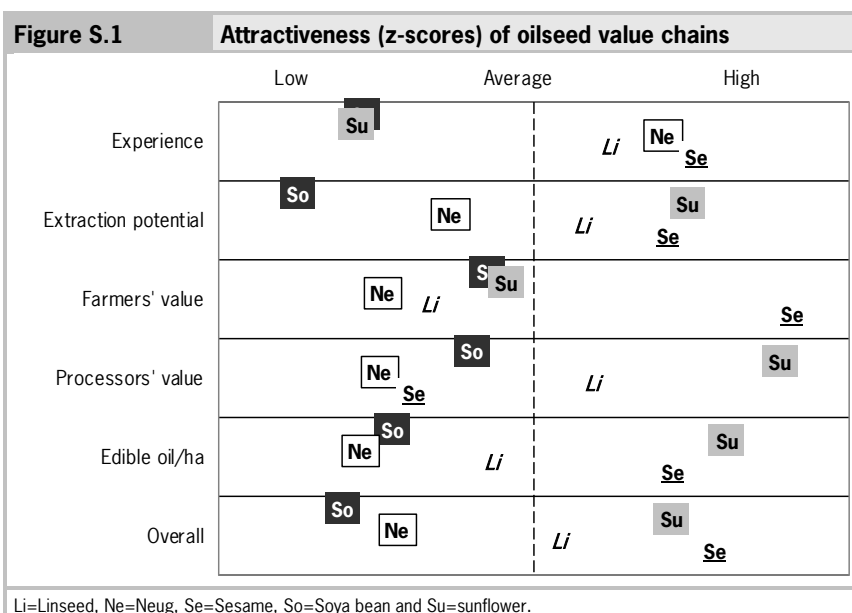 Figure S.1 Attractiveness (z-scores) of oilseed value chains
Low Average High
Experience Su Li Ne Se
Extraction potential So Ne Li Su Se
Farmers' value Ne Li S Su Se
Processors' value Ne Se So Li Su
Edible oil/ha Ne So Li Su Se
Overall So Ne Li Su Se
Li=Linseed, Ne=Neug, Se=Sesame, So=Soya bean and Su=sunflower.